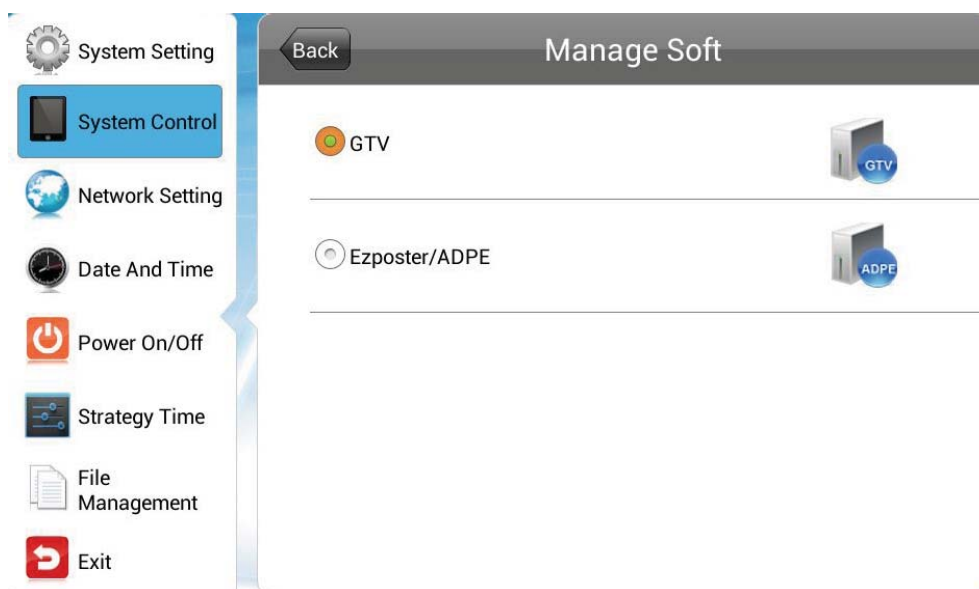 System Setting
System Control
Network Setting
Date And Time
Power On/Off
Strategy Time
File
Management
Exit
Back
Manage Soft
GTV
GTV
Ezposter/ADPE
ADPE